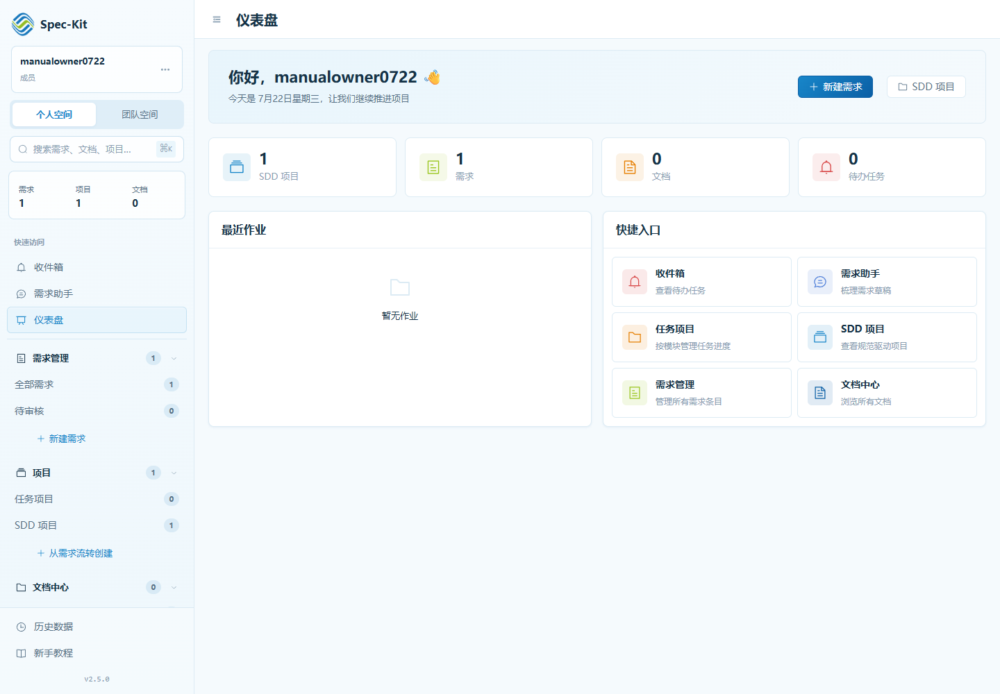 Spec-Kit
manualowner0722
成员
个人空间
团队空间
搜索需求、文档、项目...
⌘K
需求
1
项目
1
文档
0
快速访问
收件箱
需求助手
仪表盘
需求管理
1
全部需求
1
待审核
0
新建需求
项目
1
任务项目
0
SDD 项目
1
从需求流转创建
文档中心
0
历史数据
新手教程
v2.5.0
仪表盘
你好，manualowner0722 👋
今天是 7月22日星期三，让我们继续推进项目
新建需求
SDD 项目
1
SDD 项目
1
需求
0
文档
0
待办任务
最近作业
暂无作业
快捷入口
收件箱
查看待办任务
需求助手
梳理需求草稿
任务项目
按模块管理任务进度
SDD 项目
查看规范驱动项目
需求管理
管理所有需求条目
文档中心
浏览所有文档